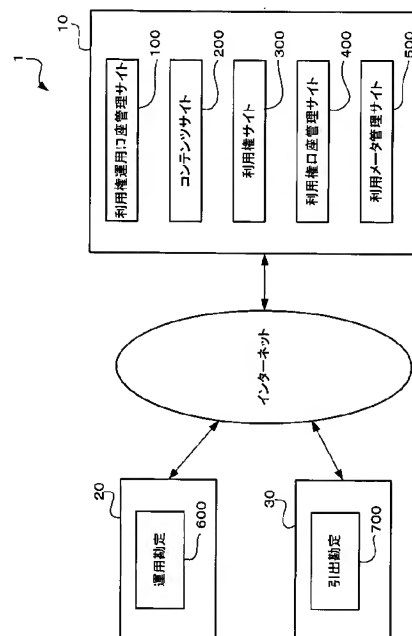 1
10
利用権運用口座管理サイト
100
コンテンツサイト
200
利用権サイト
300
利用権口座管理サイト
400
利用メータ管理サイト
500
インターネット
20
運用勘定
600
30
引出勘定
700